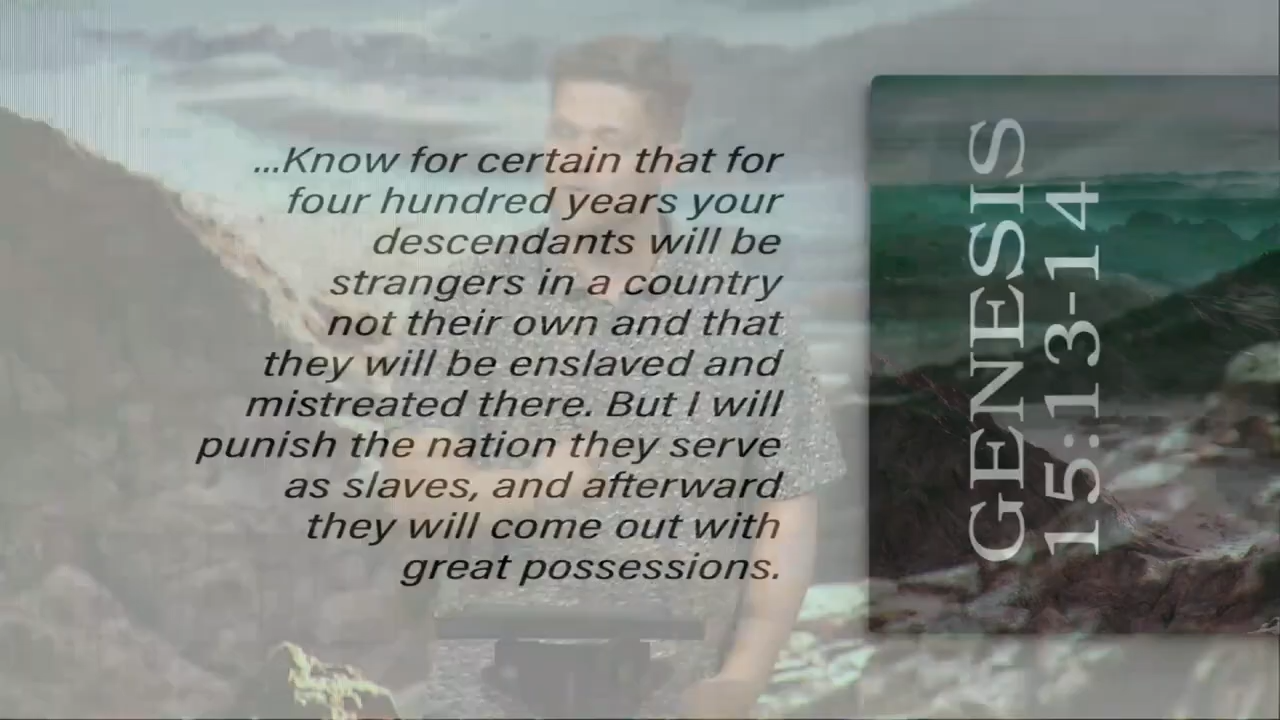 ...Know for certain that for
four hundred years your
descendants will be
strangers in a country
not their own and that
they will be enslaved and
mistreated there. But I will
punish the nation they serve
as slaves, and afterward
they will come out with
great possessions.
GENESIS
15:13-14